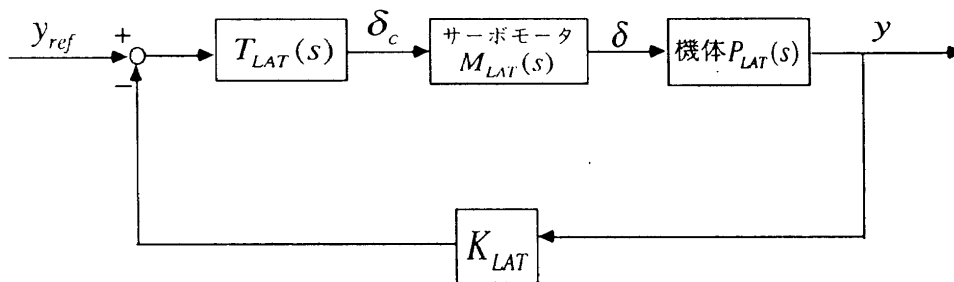 y_ref
+
−
T_LAT(s)
δ_c
サーボモータ
M_LAT(s)
δ
機体P_LAT(s)
y
K_LAT